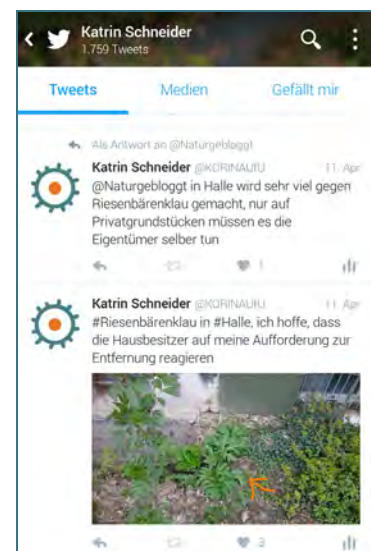 Katrin Schneider
1.759 Tweets
Tweets Medien Gefällt mir
Als Antwort an @Naturgebloggt
Katrin Schneider @KORINAUfU 11. Apr
@Naturgebloggt in Halle wird sehr viel gegen
Riesenbärenklau gemacht, nur auf
Privatgrundstücken müssen es die
Eigentümer selber tun
1
Katrin Schneider @KORINAUfU 11. Apr
#Riesenbärenklau in #Halle, ich hoffe, dass
die Hausbesitzer auf meine Aufforderung zur
Entfernung reagieren
3